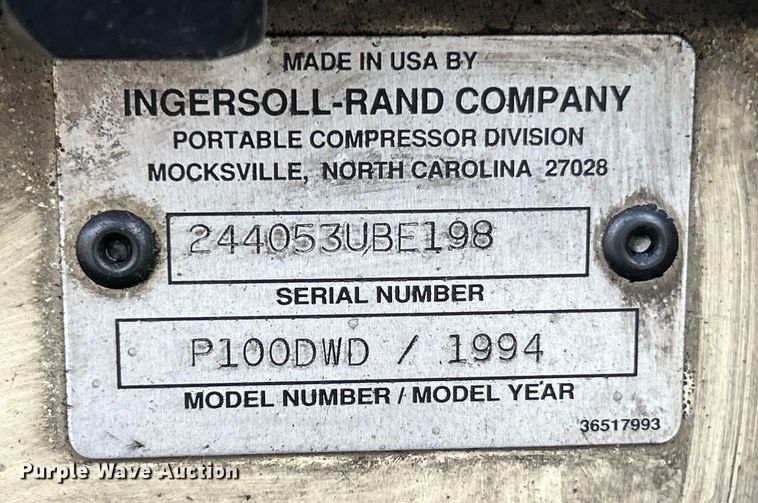 MADE IN USA BY
INGERSOLL-RAND COMPANY
PORTABLE COMPRESSOR DIVISION
MOCKSVILLE, NORTH CAROLINA 27028
244053UBE198
SERIAL NUMBER
P100DWD / 1994
MODEL NUMBER / MODEL YEAR
36517993
Purple Wave Auction